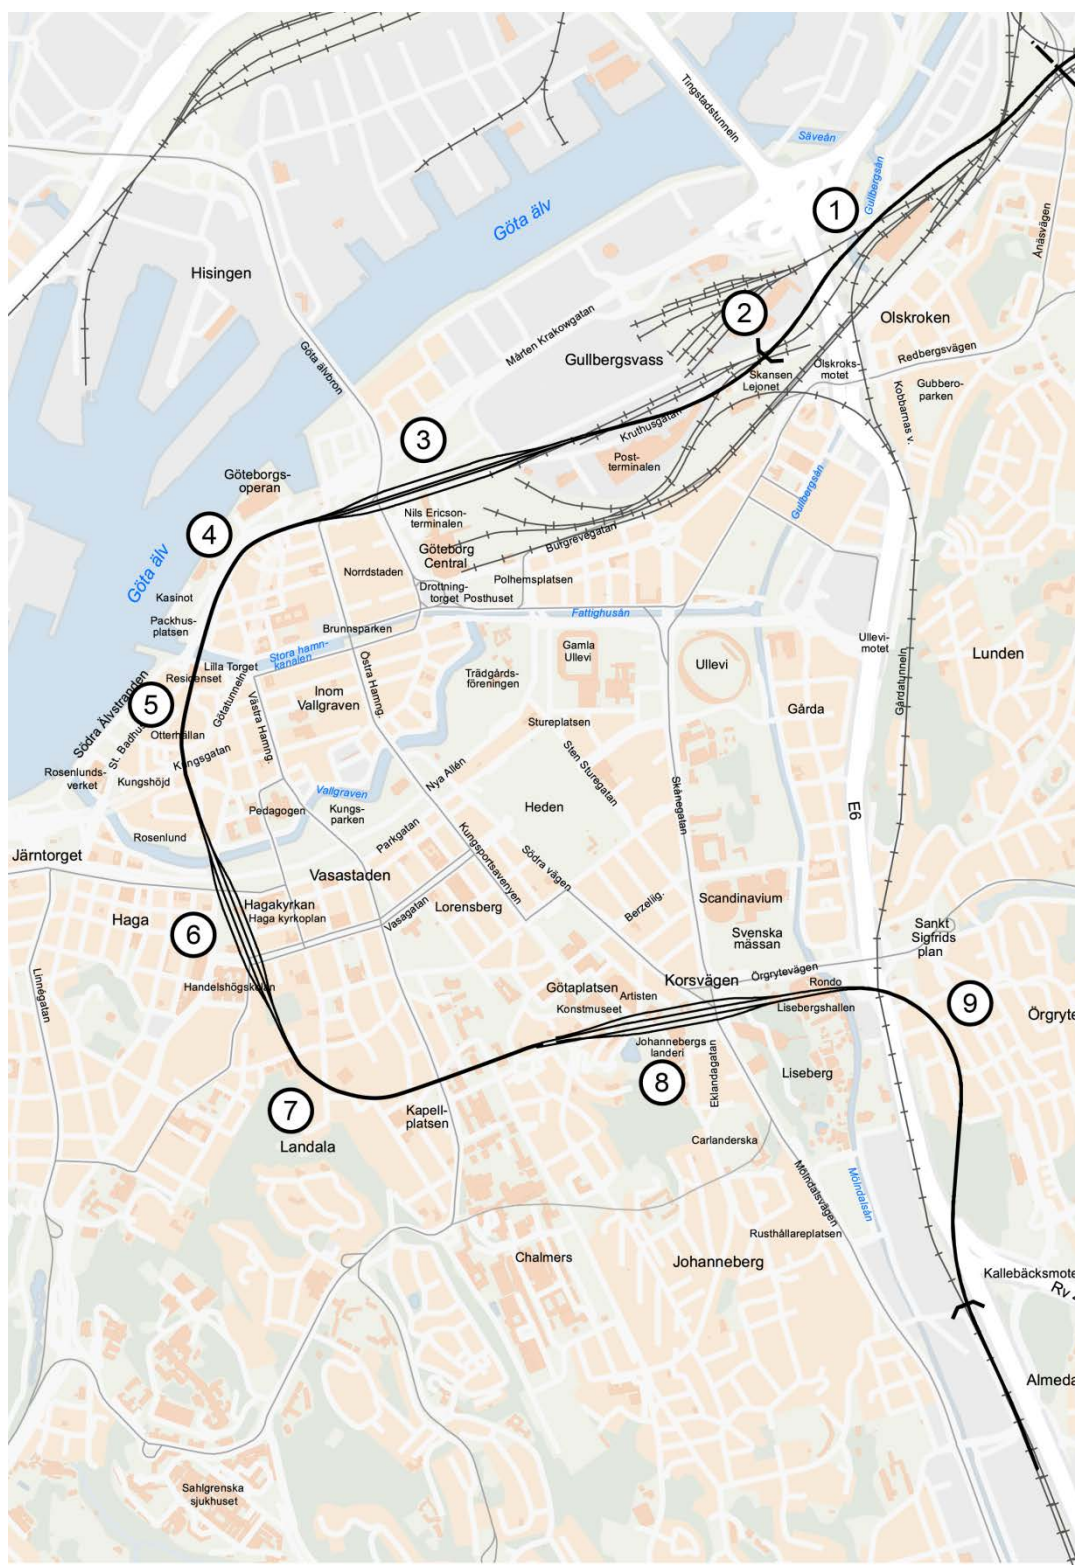 Tingstadstunneln
Säveån
Gullbergsån
1
Göta älv
Hisingen
Ånäsvägen
2
Olskroken
Mårten Krakowgatan
Gullbergsvass
Göta älvbron
Redbergsvägen
Skansen
Lejonet
Olskroks-
motet
Gubbero-
parken
Kobbarnas v.
3
Kruthusgatan
Post-
terminalen
Göteborgs-
operan
Gullbergsån
Nils Ericson-
terminalen
4
Göteborg
Central
Burgrevegatan
Göta älv
Nordstaden
Polhemsplatsen
Drottning-
torget
Posthuset
Kasinot
Packhus-
platsen
Fattighusån
Brunnsparken
Stora hamn-
kanalen
Gamla
Ullevi
Ullevi
Ullevi-
motet
Lunden
Lilla Torget
Residenset
Trädgårds-
föreningen
Östra Hamng.
Inom
Vallgraven
Götatunneln
Västra Hamng.
Södra Älvstranden
5
Gårdatunneln
Gårda
Stureplatsen
St. Badhus
Otterhällan
Kungsgatan
Sten Sturegatan
Rosenlunds-
verket
Kungshöjd
Nya Allén
Vallgraven
Skånegatan
Pedagogen
Kungs-
parken
Heden
E6
Rosenlund
Parkgatan
Järntorget
Kungsportsavenyen
Södra vägen
Vasastaden
Hagakyrkan
Haga kyrkoplan
Haga
Vasagatan
Lorensberg
Berzeliig.
Scandinavium
6
Svenska
mässan
Sankt
Sigfrids
plan
Linnégatan
Handelshögskolan
Örgrytevägen
Korsvägen
Götaplatsen
Artisten
Konstmuseet
Rondo
Lisebergshallen
9
Örgryte
Johannebergs
landeri
8
Eklandagatan
Liseberg
7
Kapell-
platsen
Landala
Carlanderska
Mölndalsvägen
Mölndalsån
Rusthållareplatsen
Chalmers
Johanneberg
Kallebäcksmote
Rv
Almeda
Sahlgrenska
sjukhuset